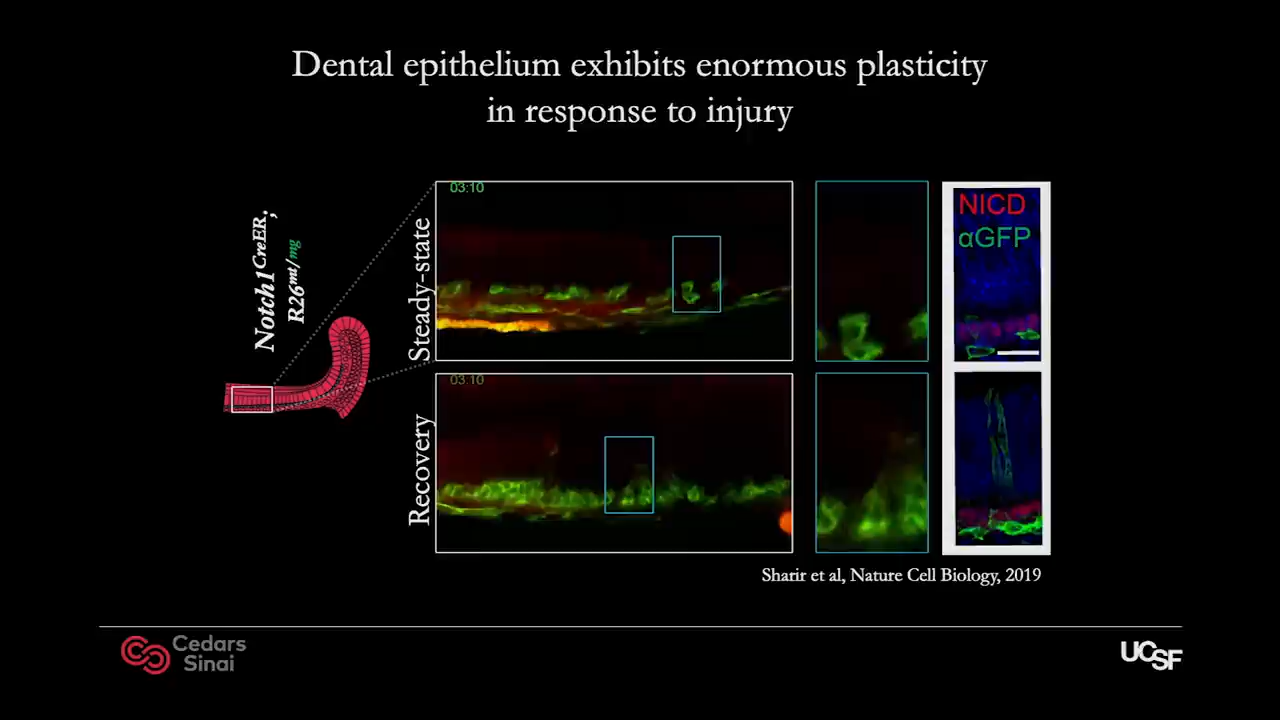 Dental epithelium exhibits enormous plasticity
in response to injury
Notch1CreER;
R26mt/mg
Steady-state
03:10
NICD
αGFP
Recovery
03:10
Sharir et al, Nature Cell Biology, 2019
Cedars
Sinai
UCSF